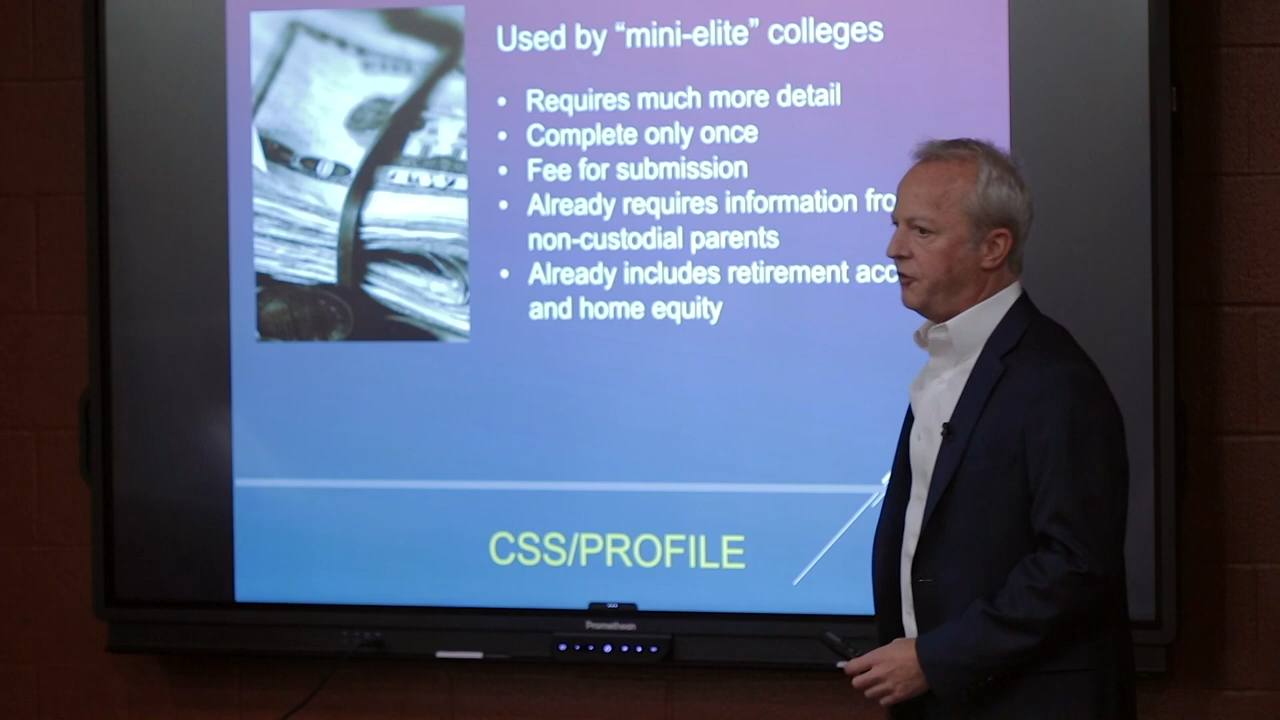 Used by “mini-elite” colleges
• Requires much more detail
• Complete only once
• Fee for submission
• Already requires information fro
non-custodial parents
• Already includes retirement acc
and home equity
CSS/PROFILE
Promethean